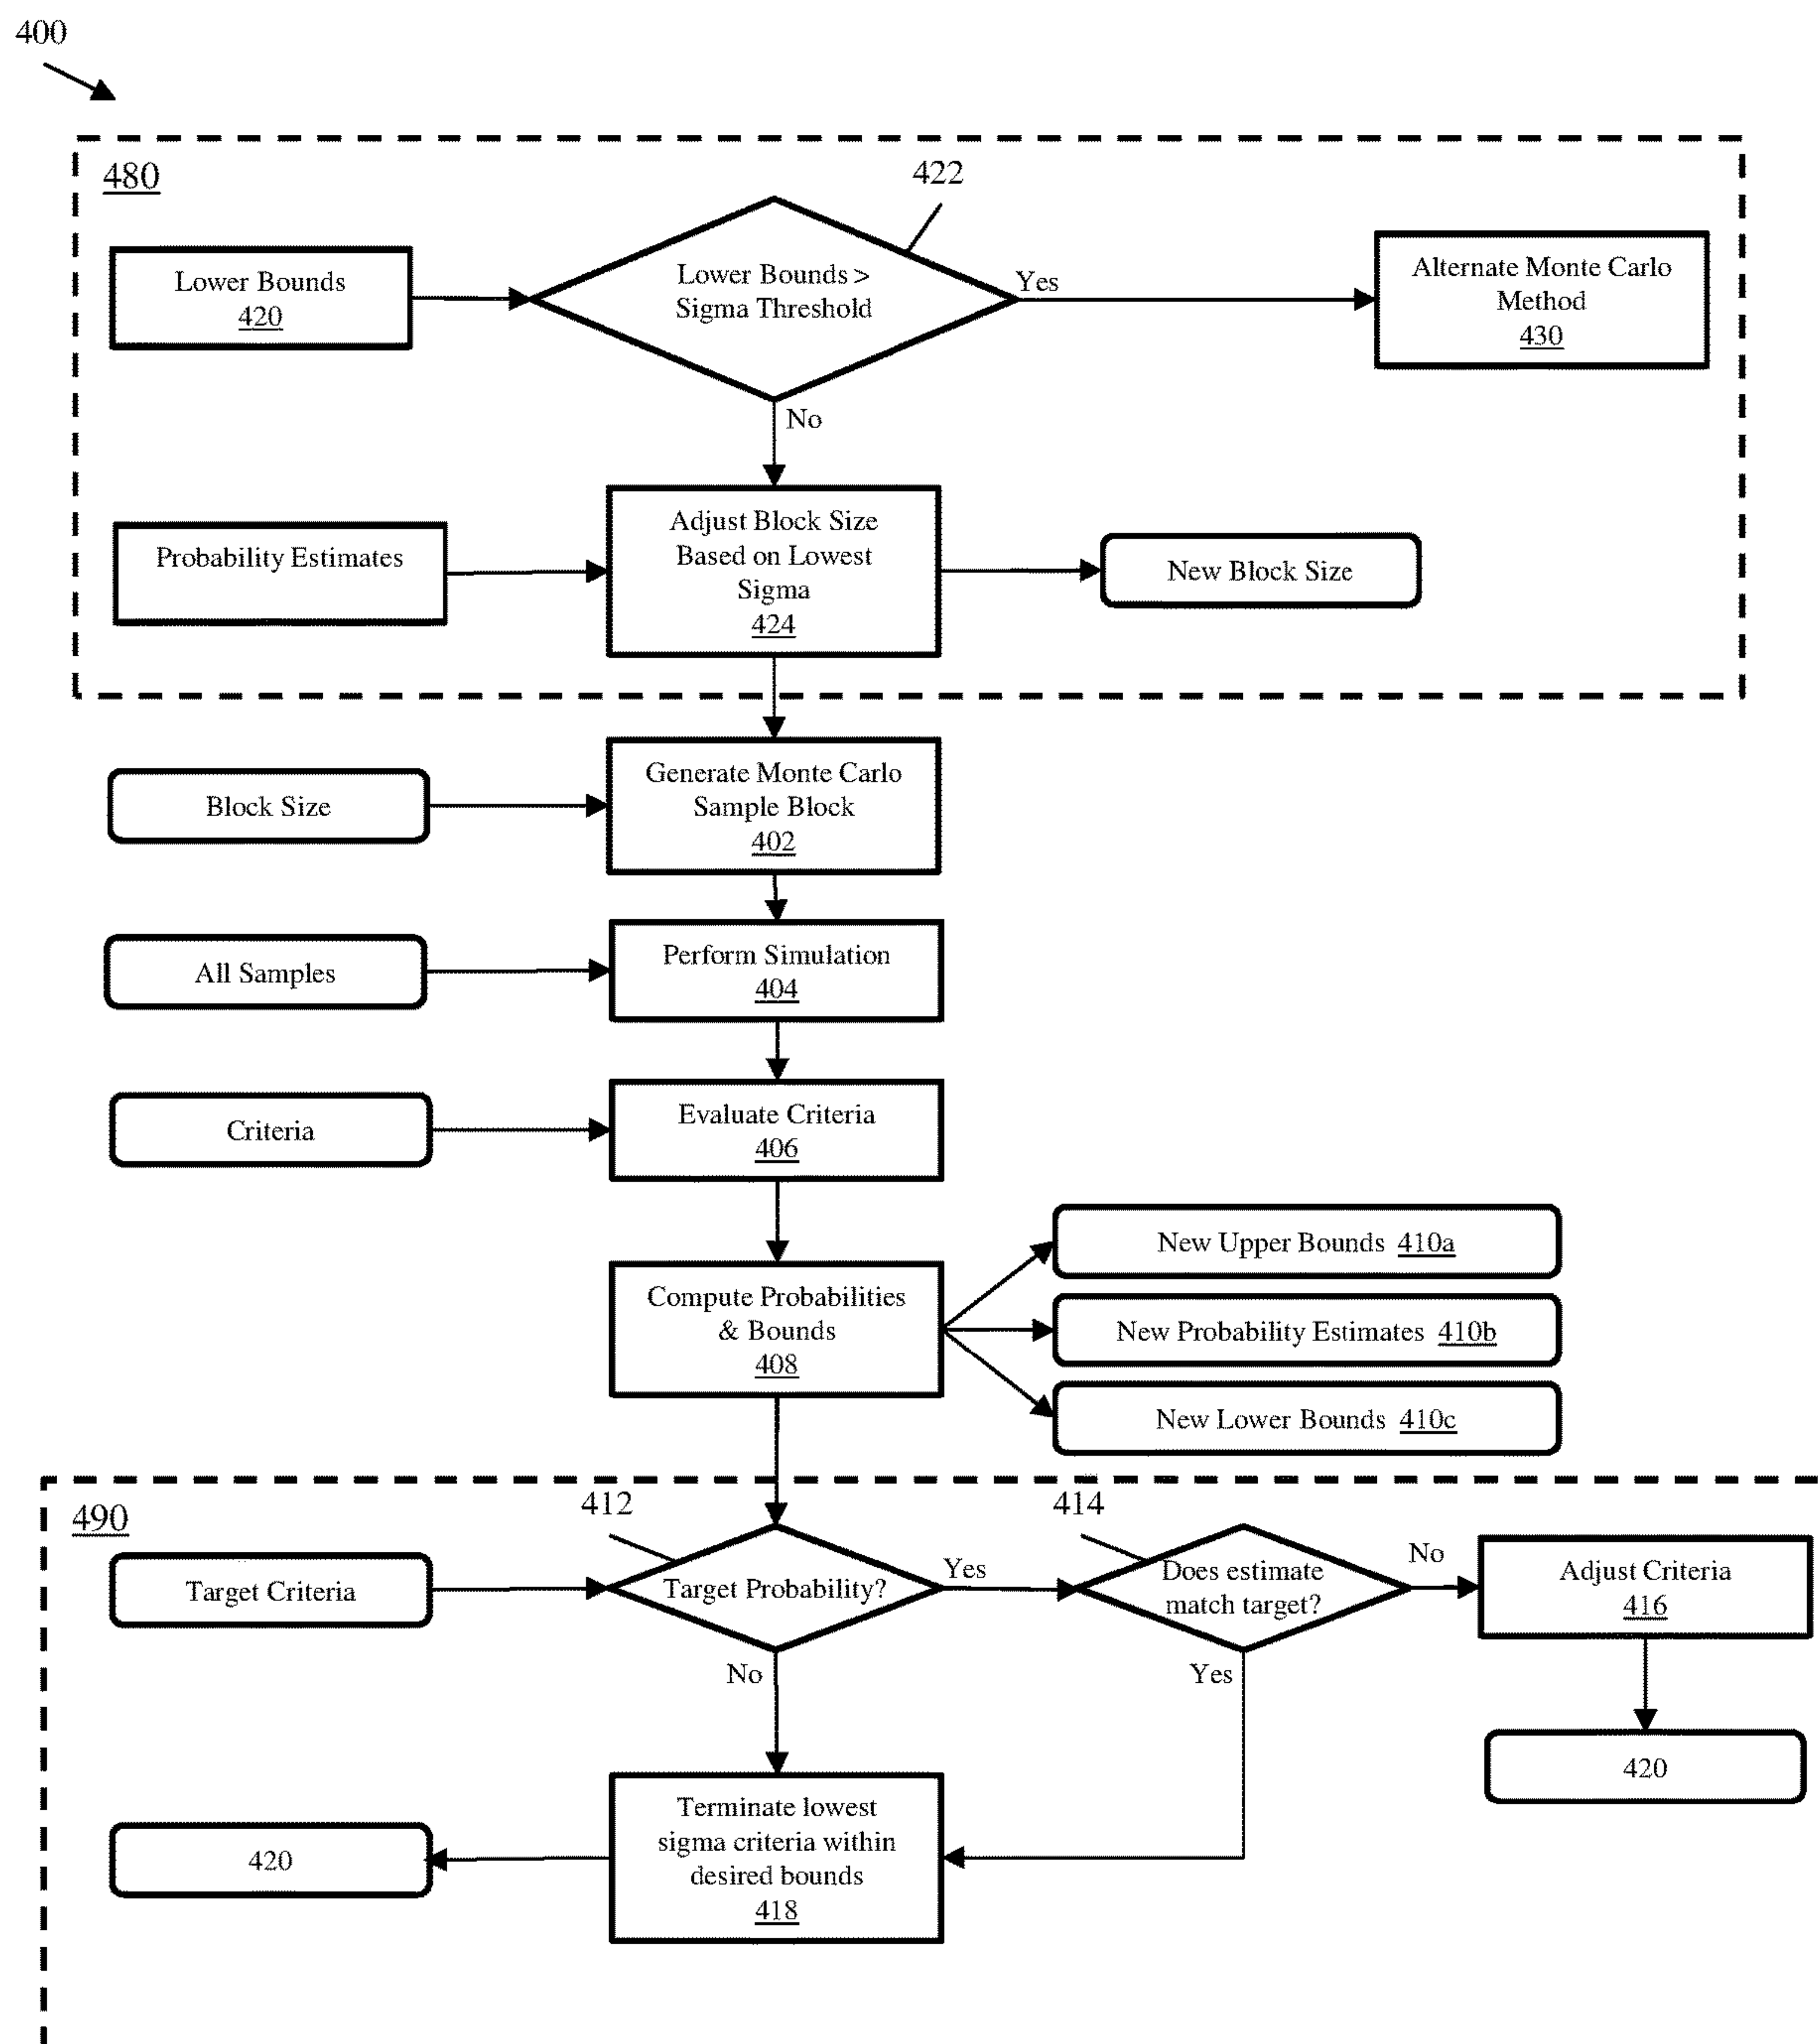 400
480
422
Lower Bounds
420
Lower Bounds >
Sigma Threshold
Yes
Alternate Monte Carlo
Method
430
No
Probability Estimates
Adjust Block Size
Based on Lowest
Sigma
424
New Block Size
Block Size
Generate Monte Carlo
Sample Block
402
All Samples
Perform Simulation
404
Criteria
Evaluate Criteria
406
Compute Probabilities
& Bounds
408
New Upper Bounds 410a
New Probability Estimates 410b
New Lower Bounds 410c
490
412
414
Target Criteria
Target Probability?
Yes
Does estimate
match target?
No
Adjust Criteria
416
No
Yes
420
Terminate lowest
sigma criteria within
desired bounds
418
420